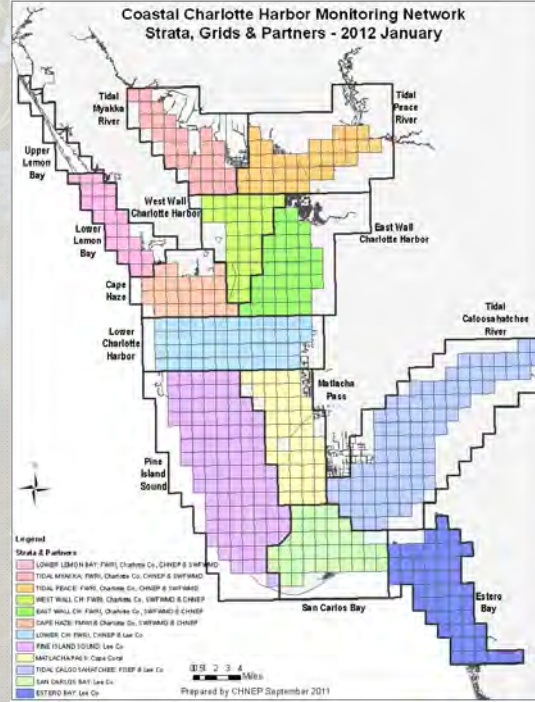 Coastal Charlotte Harbor Monitoring Network
Strata, Grids & Partners - 2012 January
Tidal
Myakka
River
Tidal
Peace
River
Upper
Lemon
Bay
West Wall
Charlotte Harbor
East Wall
Charlotte Harbor
Lower
Lemon
Bay
Cape
Haze
Tidal
Caloosahatchee
River
Lower
Charlotte
Harbor
Matlacha
Pass
Pine
Island
Sound
Legend
Strata & Partners
LOWER LEMON BAY: FWRI, Charlotte Co., CHNEP & SWFWMD
TIDAL MYAKKA: FWRI, Charlotte Co., CHNEP & SWFWMD
TIDAL PEACE: FWRI, Charlotte Co., CHNEP & SWFWMD
WEST WALL CH: FWRI, Charlotte Co., SWFWMD & CHNEP
EAST WALL CH: FWRI, Charlotte Co., SWFWMD & CHNEP
CAPE HAZE: & Charlotte Co., SWFWMD & CHNEP
LOWER CH: FWRI, CHNEP & Lee Co
PINE ISLAND SOUND: Lee Co
MATLACHA PASS: Cape Coral
TIDAL CALOOSAHATCHEE: & Lee Co
SAN CARLOS BAY: Lee Co
ESTERO BAY: Lee Co
San Carlos Bay
Estero
Bay
2 3 4
Miles
Prepared by CHNEP September 2011